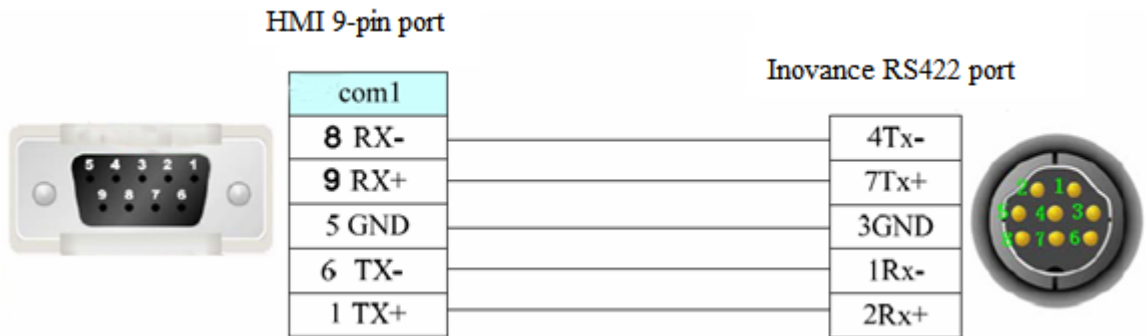 HMI 9-pin port
Inovance RS422 port
com1
8 RX-
4Tx-
9 RX+
7Tx+
5 GND
3GND
6 TX-
1Rx-
1 TX+
2Rx+
5 4 3 2 1
9 8 7 6
2 1
5 4 3
8 7 6